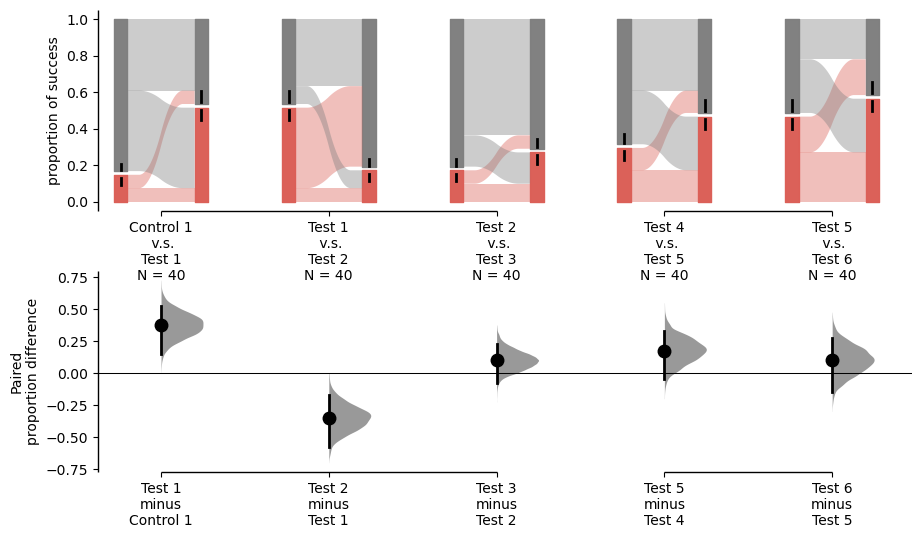 proportion of success
1.0
0.8
0.6
0.4
0.2
0.0
Control 1
v.s.
Test 1
N = 40
Test 1
v.s.
Test 2
N = 40
Test 2
v.s.
Test 3
N = 40
Test 4
v.s.
Test 5
N = 40
Test 5
v.s.
Test 6
N = 40
Paired
proportion difference
0.75
0.50
0.25
0.00
−0.25
−0.50
−0.75
Test 1
minus
Control 1
Test 2
minus
Test 1
Test 3
minus
Test 2
Test 5
minus
Test 4
Test 6
minus
Test 5